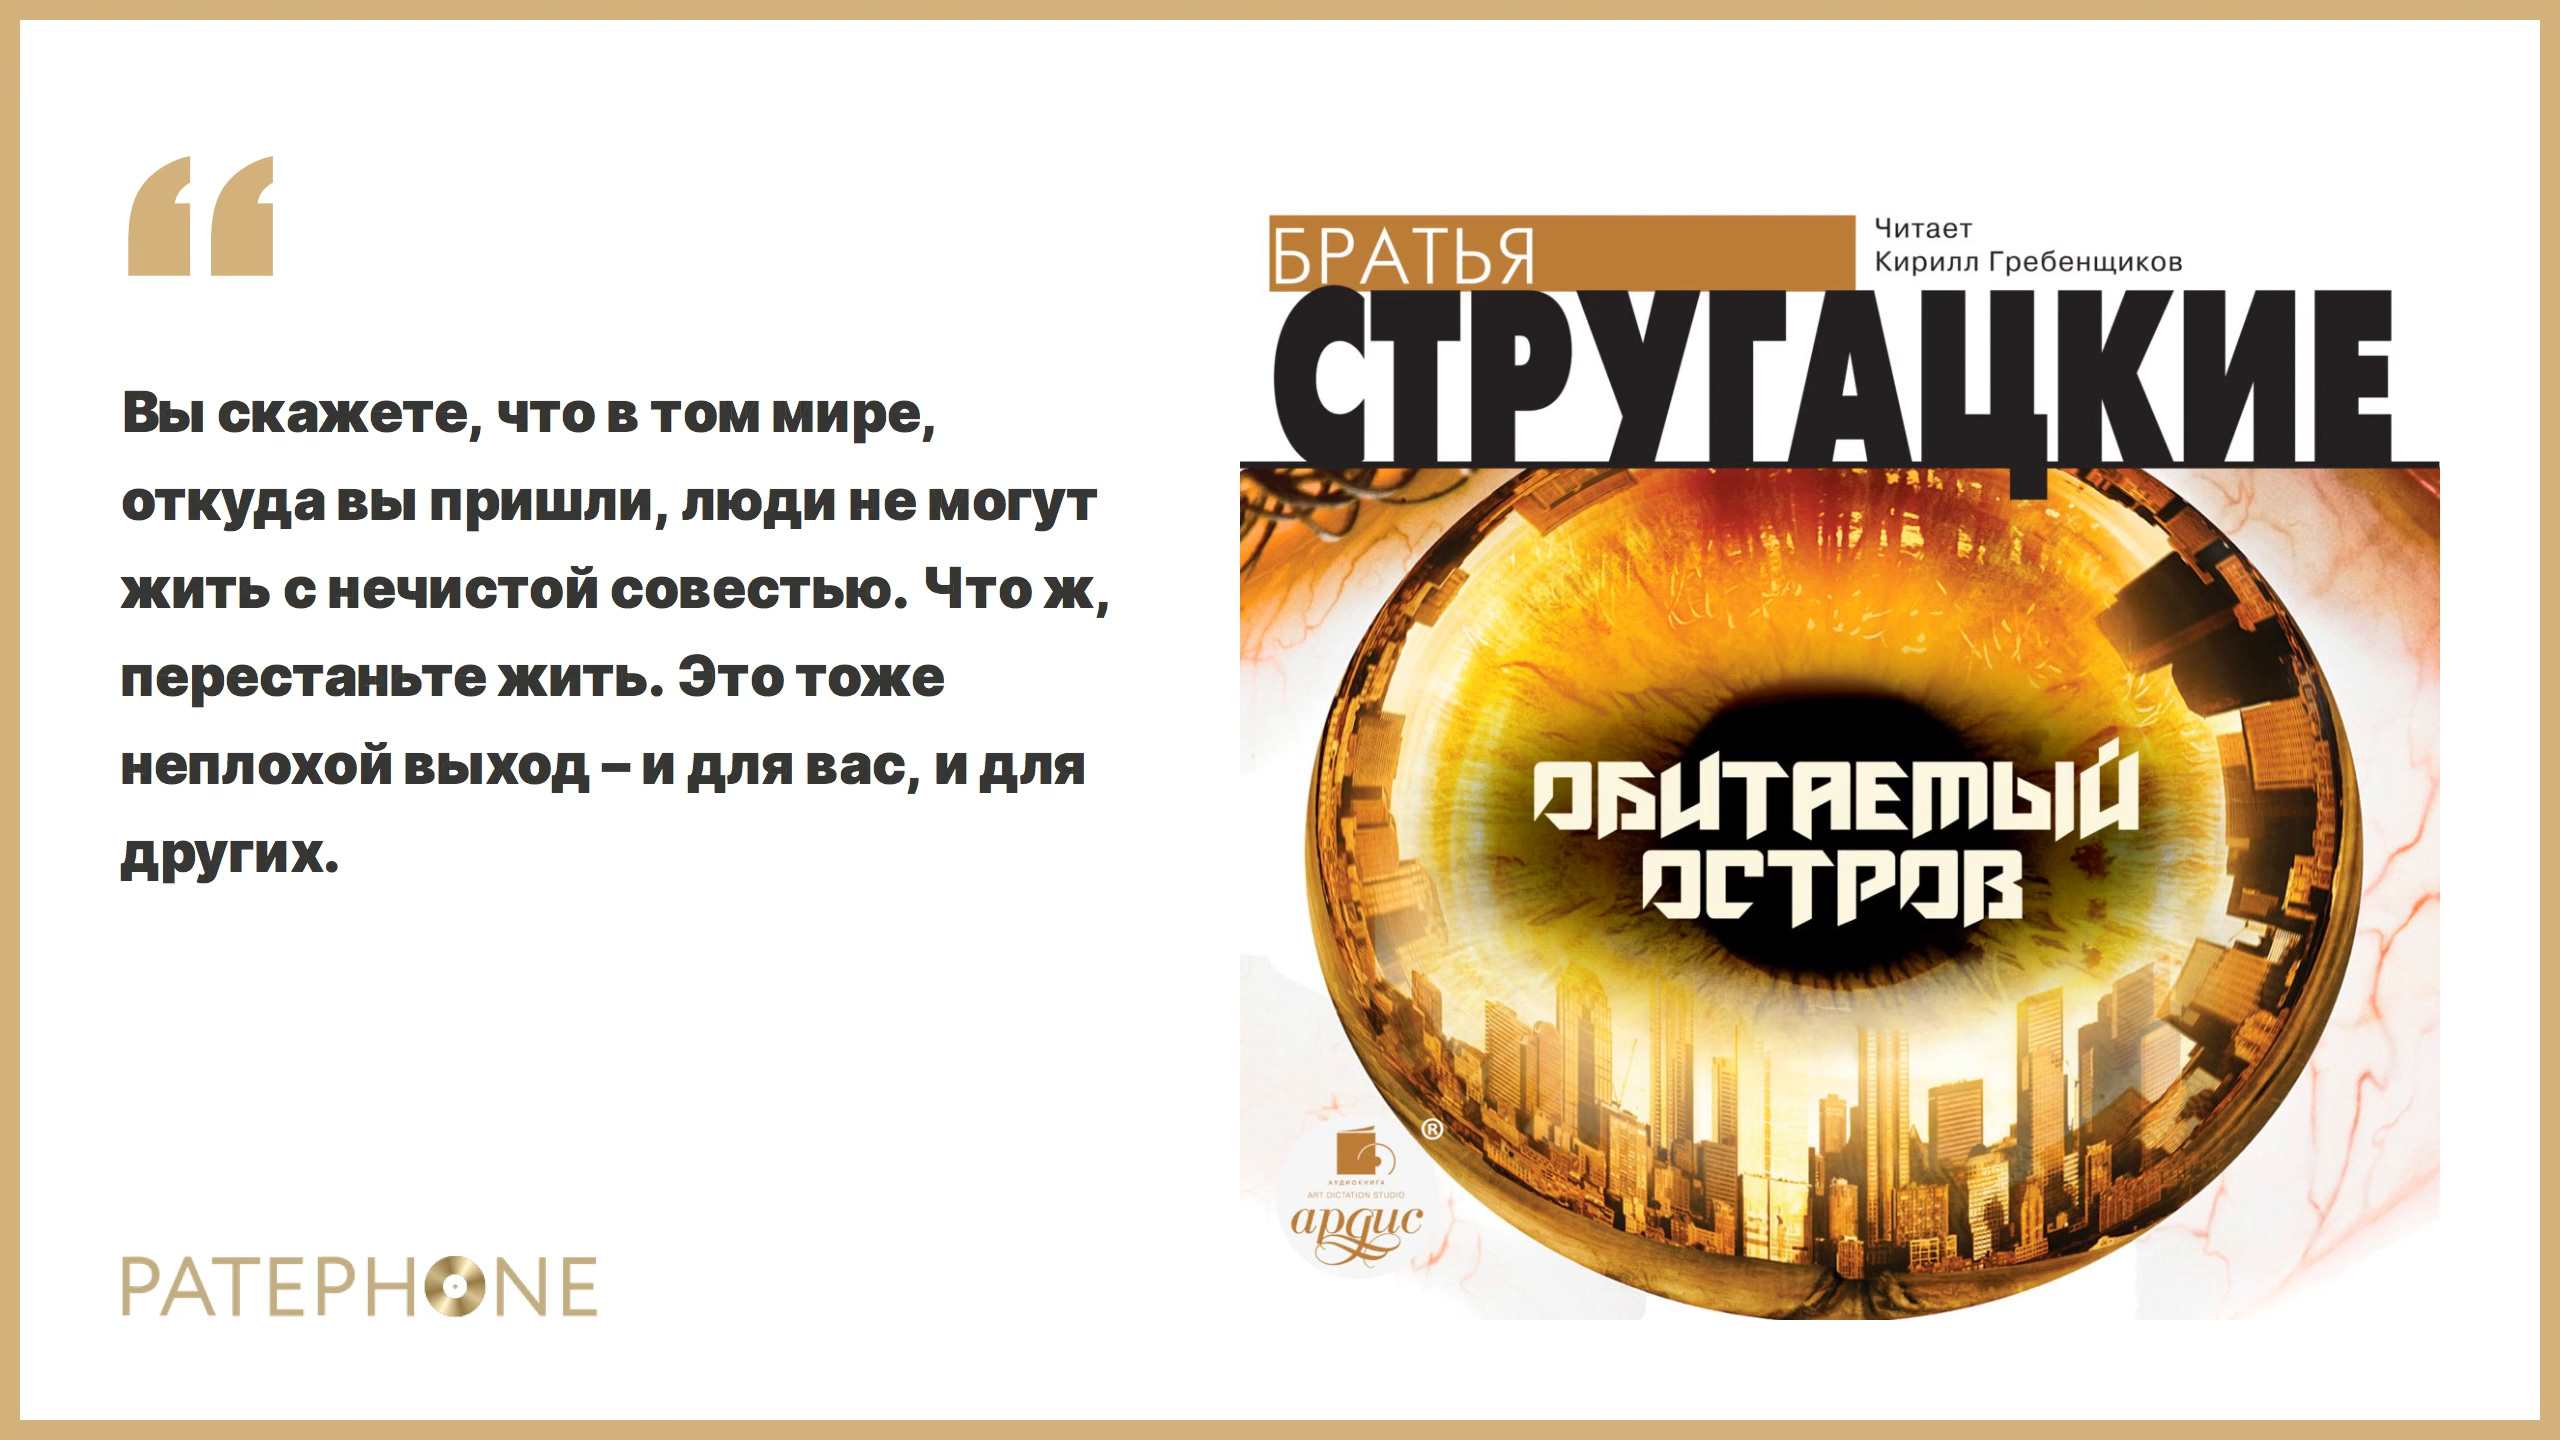 Вы скажете, что в том мире,
откуда вы пришли, люди не могут
жить с нечистой совестью. Что ж,
перестаньте жить. Это тоже
неплохой выход – и для вас, и для
других.
PATEPHONE
БРАТЬЯ
Читает
Кирилл Гребенщиков
СТРУГАЦКИЕ
ОБИТАЕМЫЙ
ОСТРОВ
®
АУДИОКНИГА
ART DICTATION STUDIO
ардис